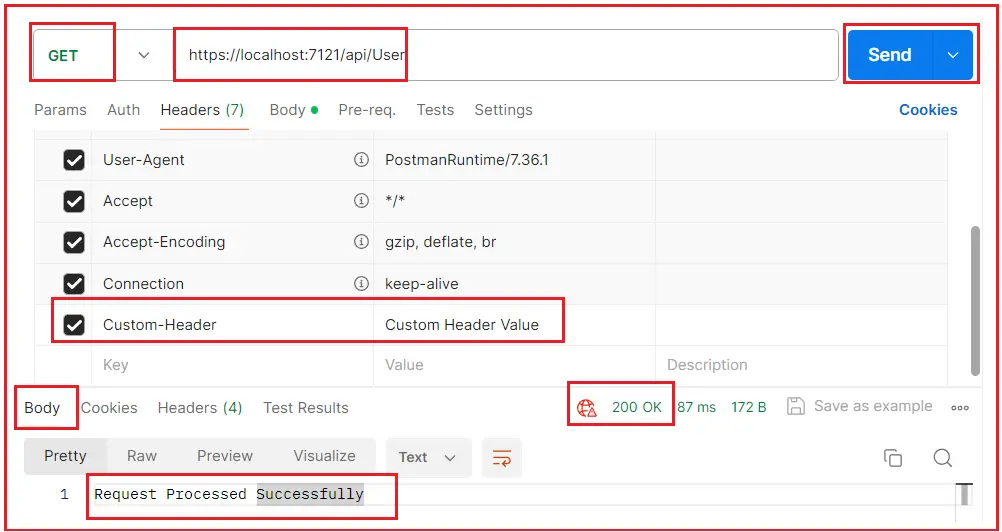 GET https://localhost:7121/api/User Send
Params Auth Headers (7) Body Pre-req. Tests Settings Cookies
User-Agent PostmanRuntime/7.36.1
Accept */*
Accept-Encoding gzip, deflate, br
Connection keep-alive
Custom-Header Custom Header Value
Key Value Description
Body Cookies Headers (4) Test Results 200 OK 87 ms 172 B Save as example
Pretty Raw Preview Visualize Text
1 Request Processed Successfully